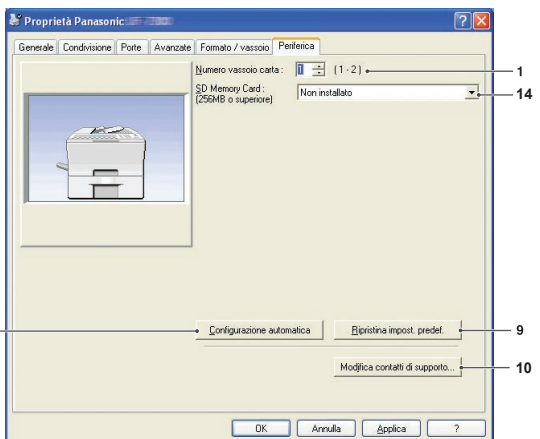 Proprietà Panasonic
Generale Condivisione Porte Avanzate Formato / vassoio Periferica
Numero vassoio carta : 1 (1 - 2) 1
SD Memory Card : Non installato 14
(256MB o superiore)
Configurazione automatica Ripristina impost. predef. 9
Modifica contatti di supporto... 10
OK Annulla Applica ?